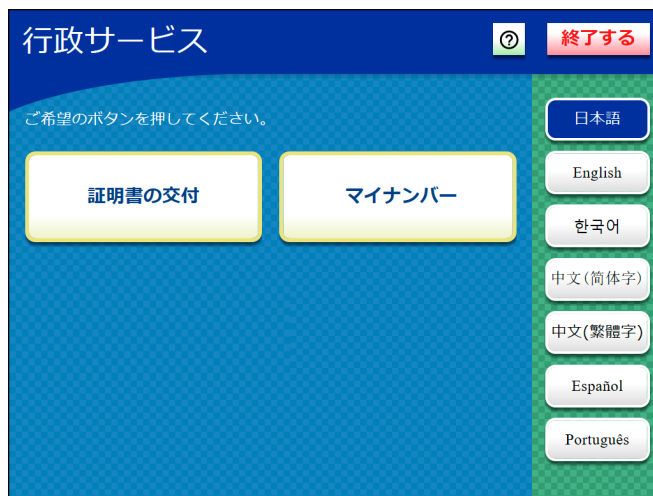 行政サービス
終了する
ご希望のボタンを押してください。
証明書の交付
マイナンバー
日本語
English
한국어
中文(简体字)
中文(繁體字)
Español
Português